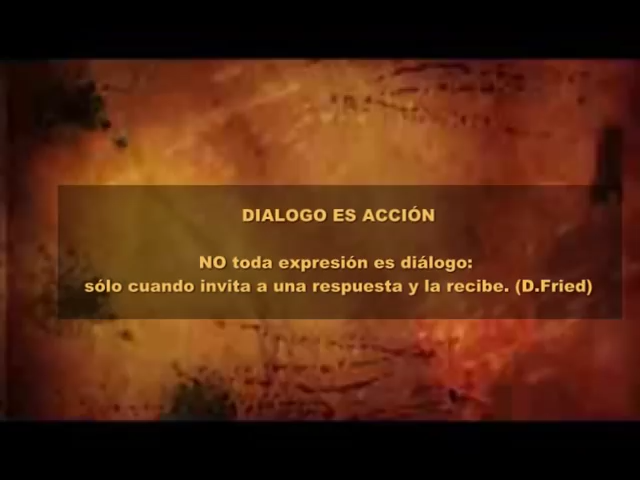 DIALOGO ES ACCIÓN
NO toda expresión es diálogo:
sólo cuando invita a una respuesta y la recibe. (D.Fried)